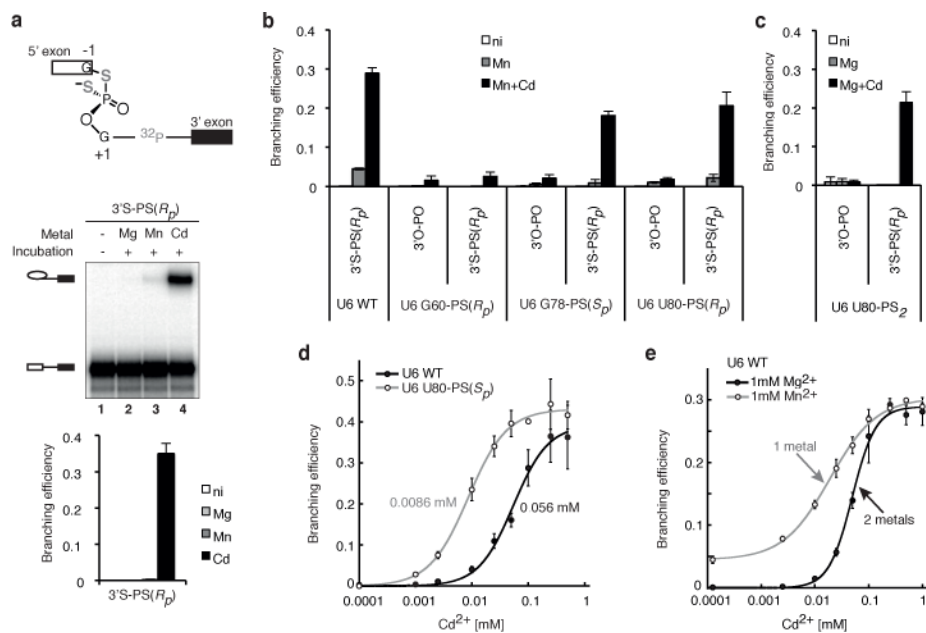 a
5' exon
-1
G
S
S
P
O
O
G
+1
32P
3' exon
3'S-PS(Rp)
Metal - Mg Mn Cd
Incubation - + + +
1 2 3 4
Branching efficiency
0.4
0.3
0.2
0.1
0
ni
Mg
Mn
Cd
3'S-PS(Rp)
b
Branching efficiency
0.4
0.3
0.2
0.1
0
ni
Mn
Mn+Cd
3'S-PS(Rp)
3'O-PO
3'S-PS(Rp)
3'O-PO
3'S-PS(Rp)
3'O-PO
3'S-PS(Rp)
U6 WT
U6 G60-PS(Rp)
U6 G78-PS(Sp)
U6 U80-PS(Rp)
c
Branching efficiency
0.4
0.3
0.2
0.1
0
ni
Mg
Mg+Cd
3'O-PO
3'S-PS(Rp)
U6 U80-PS2
d
U6 WT
U6 U80-PS(Sp)
Branching efficiency
0.5
0.4
0.3
0.2
0.1
0
0.0086 mM
0 056 mM
0.0001 0.001 0.01 0.1 1
Cd2+ [mM]
e
U6 WT
1mM Mg2+
1mM Mn2+
Branching efficiency
0.3
0.2
0.1
0
1 metal
2 metals
0.0001 0.001 0.01 0.1 1
Cd2+ [mM]